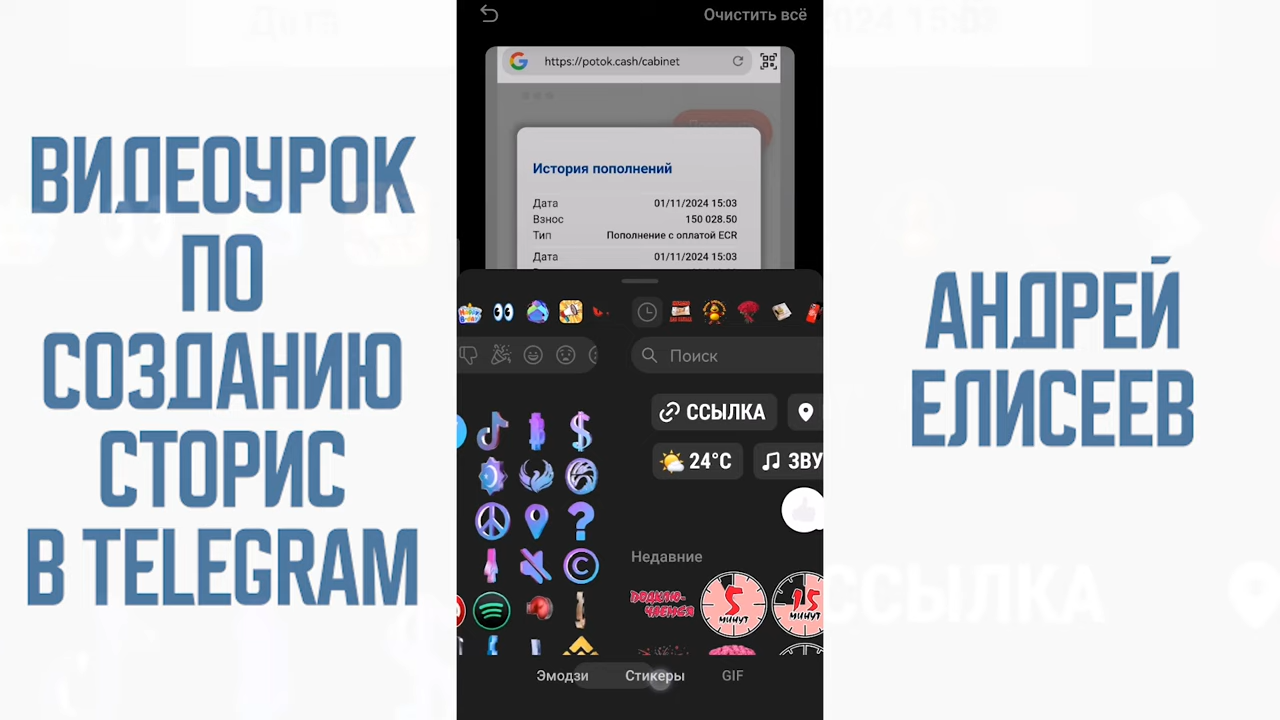 ВИДЕОУРОК
ПО
СОЗДАНИЮ
СТОРИС
В TELEGRAM
Очистить всё
https://potok.cash/cabinet
История пополнений
Дата 01/11/2024 15:03
Взнос 150 028.50
Тип Пополнение с оплатой ECR
Дата 01/11/2024 15:03
Поиск
ССЫЛКА
24°C
ЗВУ
Недавние
ПОДКЛЮ-
ЧАЕМСЯ
5
МИНУТ
15
МИНУТ
Эмодзи
Стикеры
GIF
АНДРЕЙ
ЕЛИСЕЕВ